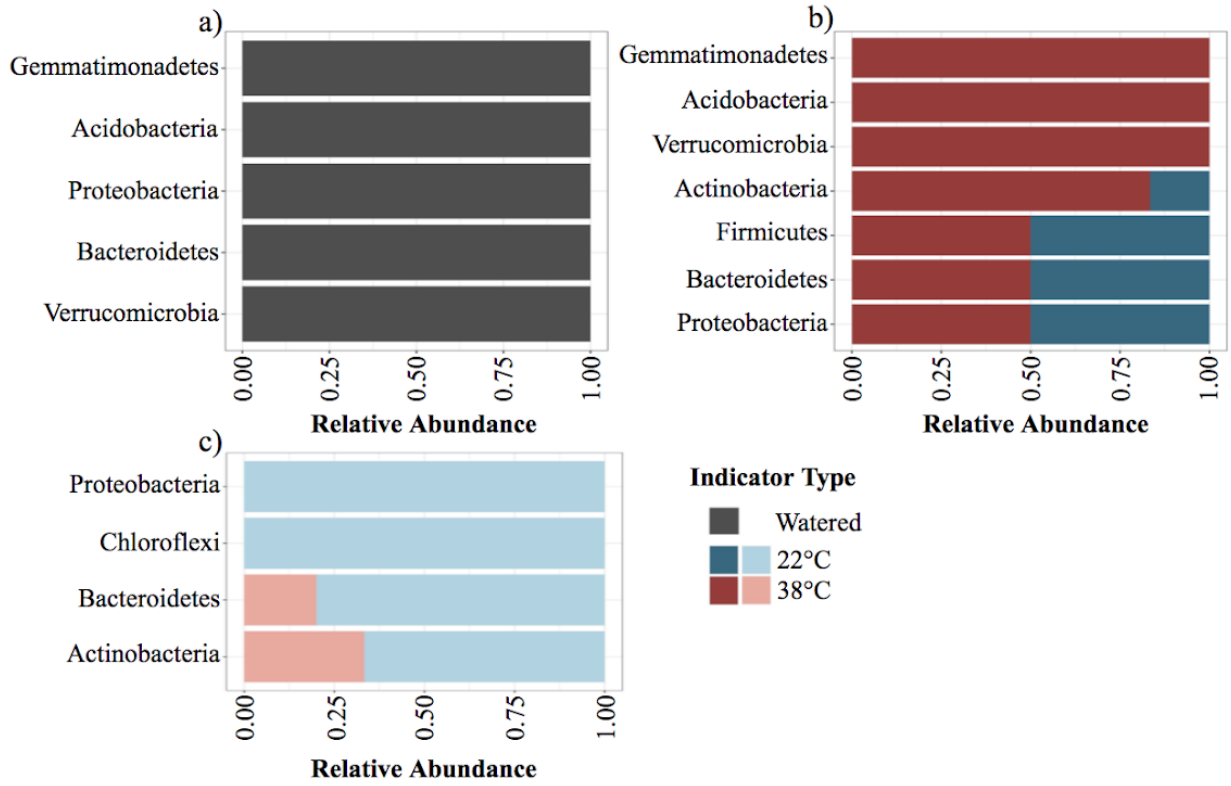 a)
Gemmatimonadetes
Acidobacteria
Proteobacteria
Bacteroidetes
Verrucomicrobia
0.00 0.25 0.50 0.75 1.00
Relative Abundance
b)
Gemmatimonadetes
Acidobacteria
Verrucomicrobia
Actinobacteria
Firmicutes
Bacteroidetes
Proteobacteria
0.00 0.25 0.50 0.75 1.00
Relative Abundance
c)
Proteobacteria
Chloroflexi
Bacteroidetes
Actinobacteria
0.00 0.25 0.50 0.75 1.00
Relative Abundance
Indicator Type
Watered
22°C
38°C